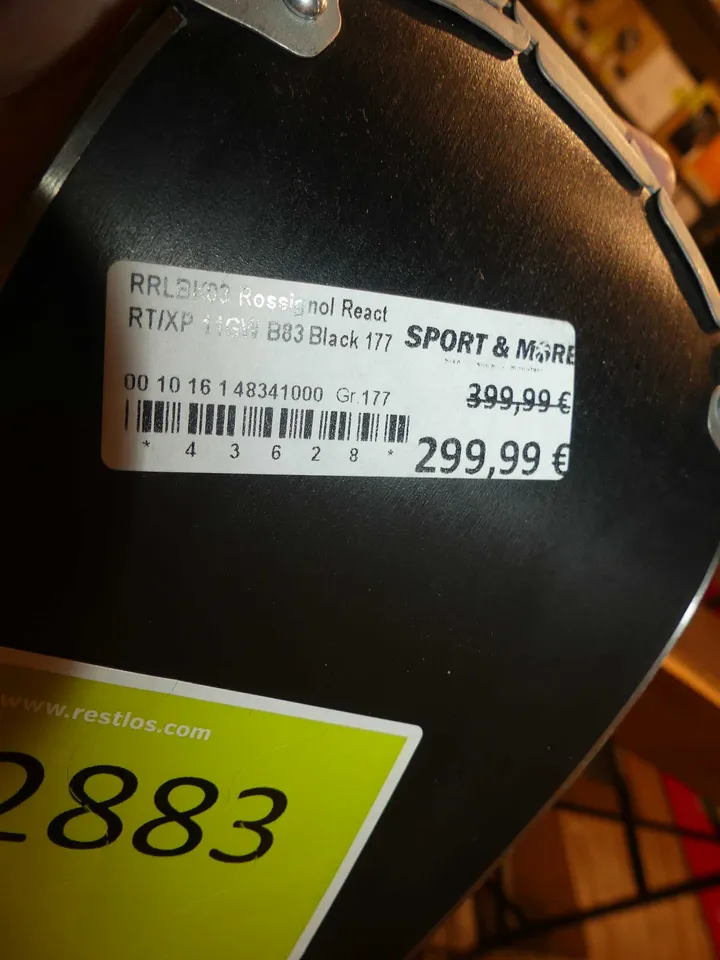 RRLBK03 Rossignol React
RT/XP 11GW B83 Black 177
SPORT & MORE
00 10 16 1 48341000 Gr.177
399,99 €
* 4 3 6 2 8 *
299,99 €
www.restlos.com
2883